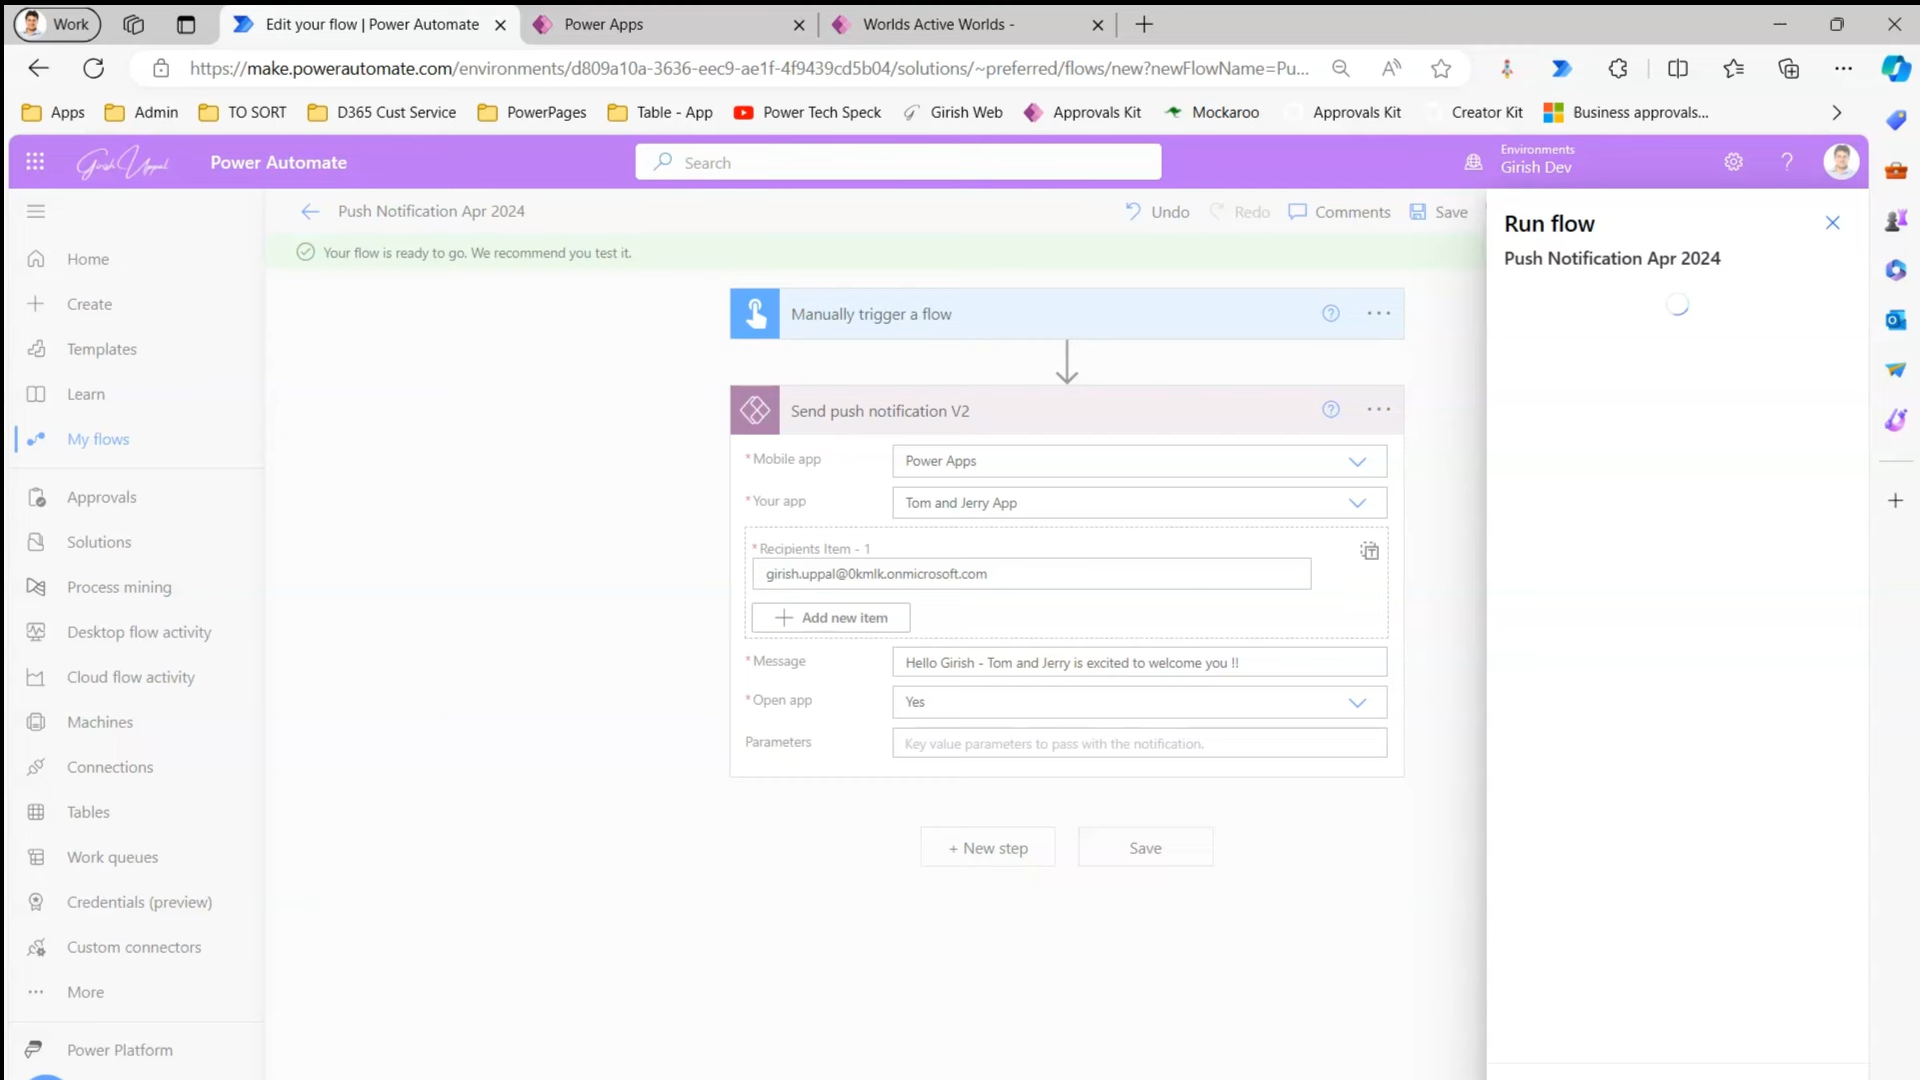 Work
Edit your flow | Power Automate
Power Apps
Worlds Active Worlds -
https://make.powerautomate.com/environments/d809a10a-3636-eec9-ae1f-4f9439cd5b04/solutions/~preferred/flows/new?newFlowName=Pu...
Apps
Admin
TO SORT
D365 Cust Service
PowerPages
Table - App
Power Tech Speck
Girish Web
Approvals Kit
Mockaroo
Approvals Kit
Creator Kit
Business approvals...
Girish Uppal
Power Automate
Search
Environments
Girish Dev
Push Notification Apr 2024
Undo
Redo
Comments
Save
Your flow is ready to go. We recommend you test it.
Home
Create
Templates
Learn
My flows
Approvals
Solutions
Process mining
Desktop flow activity
Cloud flow activity
Machines
Connections
Tables
Work queues
Credentials (preview)
Custom connectors
More
Power Platform
Manually trigger a flow
Send push notification V2
* Mobile app
Power Apps
* Your app
Tom and Jerry App
* Recipients Item - 1
girish.uppal@0kmlk.onmicrosoft.com
Add new item
* Message
Hello Girish - Tom and Jerry is excited to welcome you !!
* Open app
Yes
Parameters
Key value parameters to pass with the notification.
+ New step
Save
Run flow
Push Notification Apr 2024